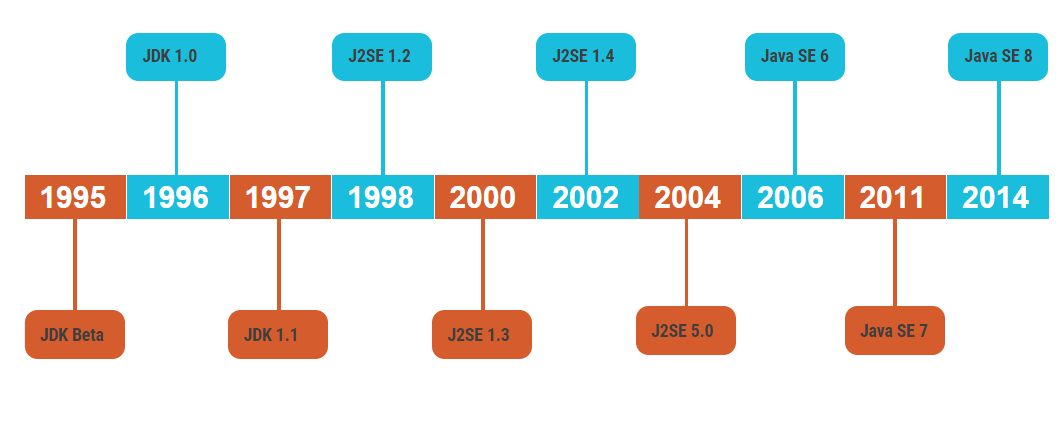 JDK 1.0
J2SE 1.2
J2SE 1.4
Java SE 6
Java SE 8
1995
1996
1997
1998
2000
2002
2004
2006
2011
2014
JDK Beta
JDK 1.1
J2SE 1.3
J2SE 5.0
Java SE 7